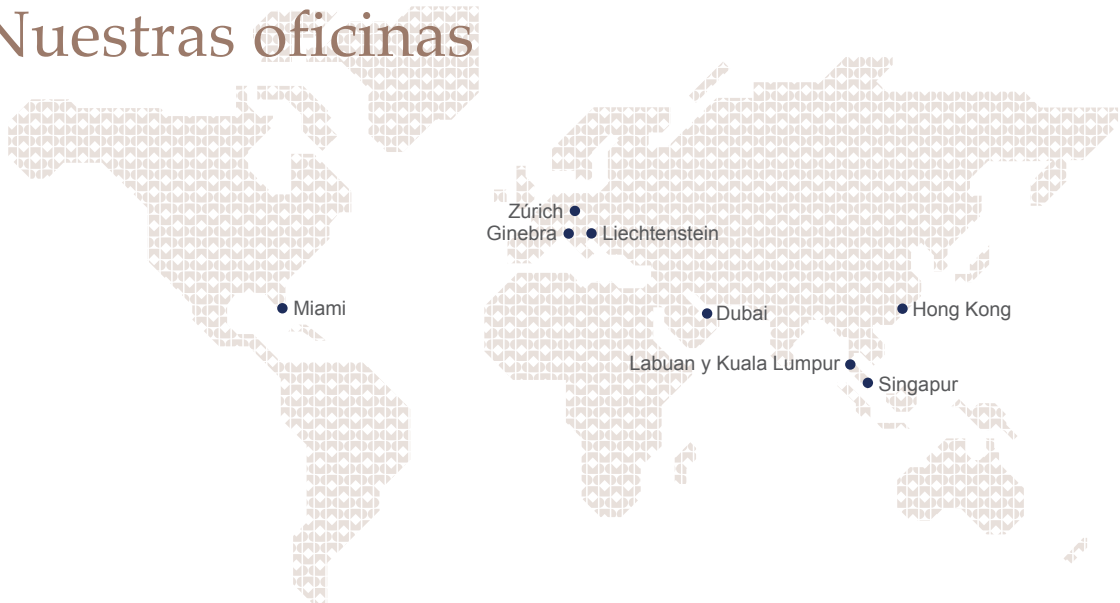 Nuestras oficinas
Zúrich
Ginebra
Liechtenstein
Miami
Dubai
Hong Kong
Labuan y Kuala Lumpur
Singapur